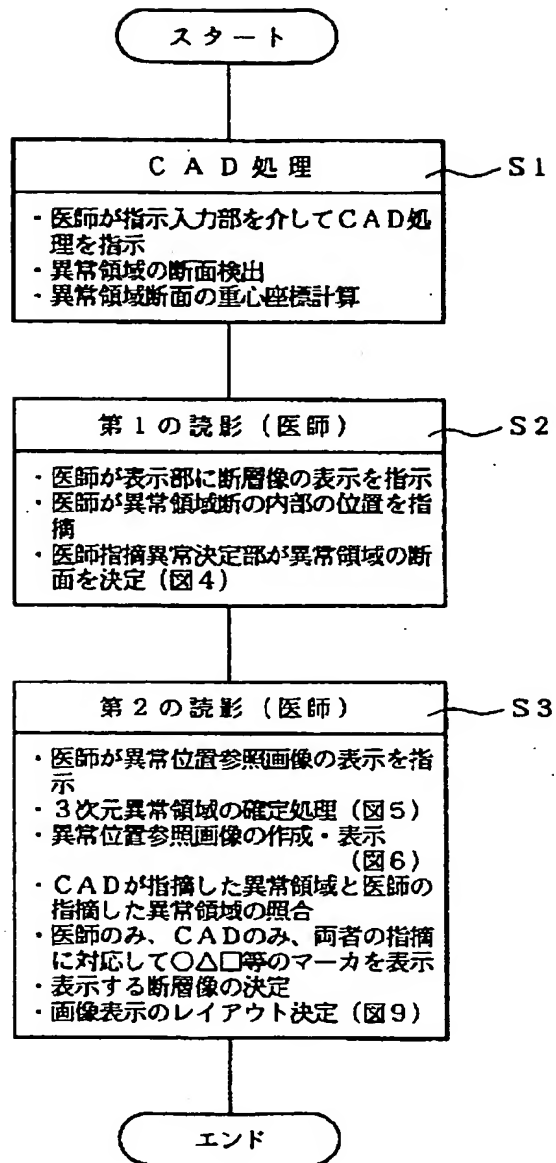 スタート
CAD処理
S1
・医師が指示入力部を介してCAD処
理を指示
・異常領域の断面検出
・異常領域断面の重心座標計算
第1の読影(医師)
S2
・医師が表示部に断層像の表示を指示
・医師が異常領域断の内部の位置を指
摘
・医師指摘異常決定部が異常領域の断
面を決定(図4)
第2の読影(医師)
S3
・医師が異常位置参照画像の表示を指
示
・3次元異常領域の確定処理(図5)
・異常位置参照画像の作成・表示
(図6)
・CADが指摘した異常領域と医師の
指摘した異常領域の照合
・医師のみ、CADのみ、両者の指摘
に対応して○△□等のマーカを表示
・表示する断層像の決定
・画像表示のレイアウト決定(図9)
エンド